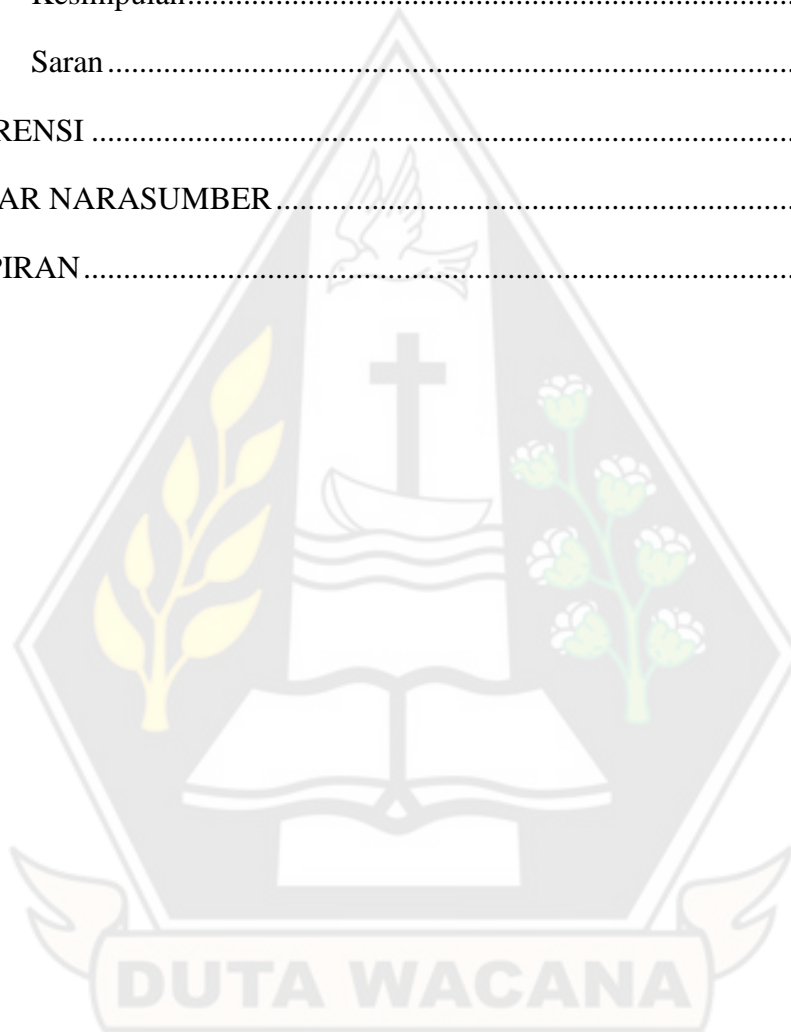 Kesimpulan................................................................................
Saran..........................................................................................
RENSI............................................................................................
AR NARASUMBER.....................................................................
PIRAN.............................................................................................
DUTA WACANA